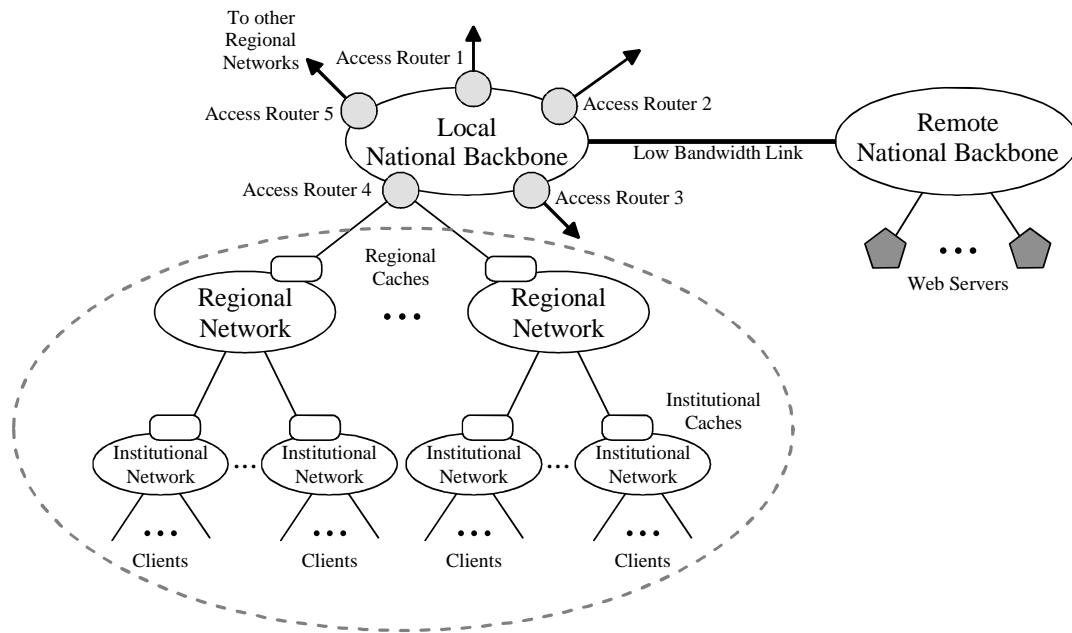 To other
Regional
Networks
Access Router 1
Access Router 5
Access Router 2
Local
National Backbone
Low Bandwidth Link
Remote
National Backbone
Access Router 4
Access Router 3
Regional
Caches
Web Servers
Regional
Network
Regional
Network
Institutional
Caches
Institutional
Network
Institutional
Network
Institutional
Network
Institutional
Network
Clients
Clients
Clients
Clients